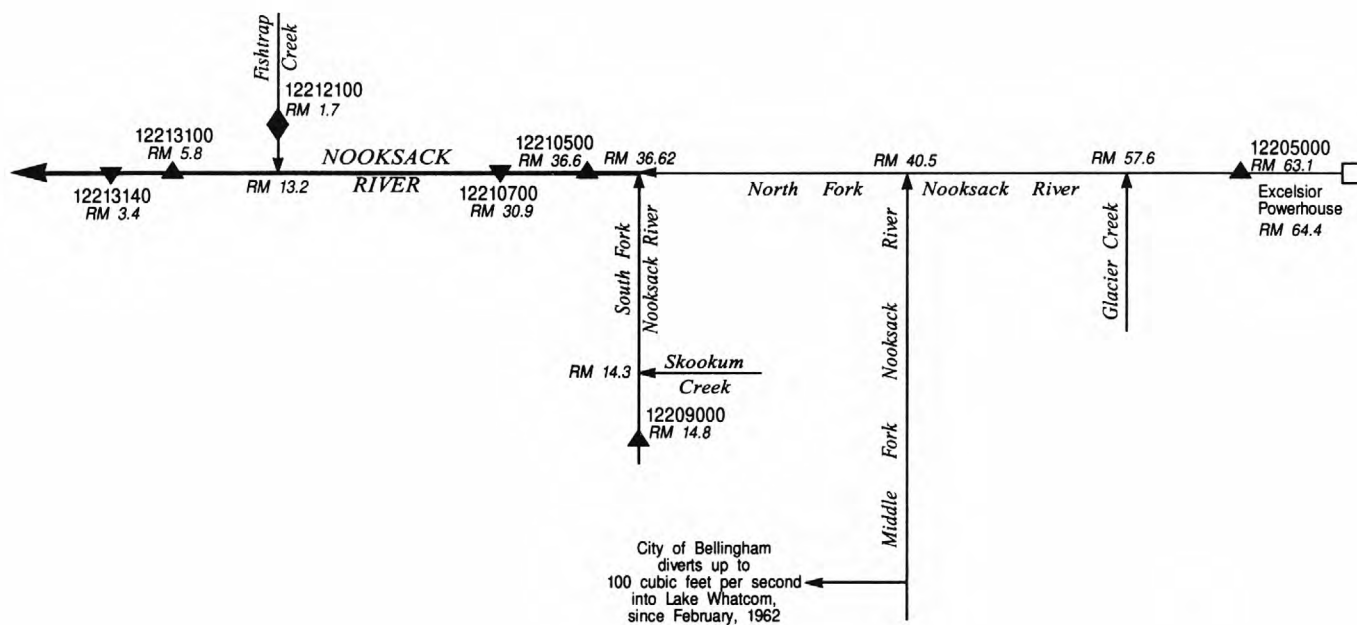 Fishtrap
Creek
12212100
RM 1.7
12213100
RM 5.8
NOOKSACK
RIVER
RM 13.2
12210500
RM 36.6
RM 36.62
RM 40.5
RM 57.6
12205000
RM 63.1
Excelsior
Powerhouse
RM 64.4
12213140
RM 3.4
12210700
RM 30.9
North Fork Nooksack River
South Fork
Nooksack River
Middle Fork Nooksack River
Glacier Creek
RM 14.3
Skookum
Creek
12209000
RM 14.8
City of Bellingham
diverts up to
100 cubic feet per second
into Lake Whatcom,
since February, 1962